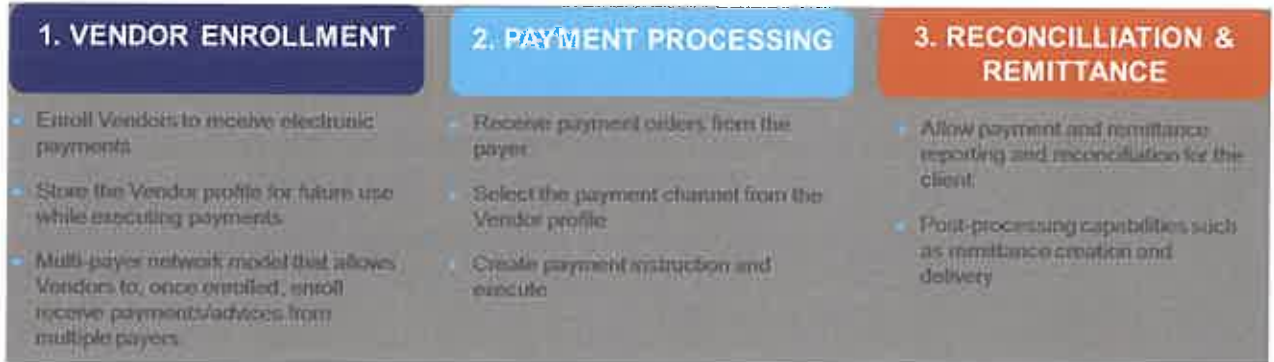 1. VENDOR ENROLLMENT
Enroll Vendors to receive electronic
payments
Store the Vendor profile for future use
while executing payments
Multi-payer network model that allows
Vendors to, once enrolled, enroll
receive payments/advices from
multiple payers.
2. PAYMENT PROCESSING
Receive payment orders from the
payer
Select the payment channel from the
Vendor profile
Create payment instruction and
execute
3. RECONCILLIATION &
REMITTANCE
Allow payment and remittance
reporting and reconciliation for the
client
Post-processing capabilities such
as remittance creation and
delivery